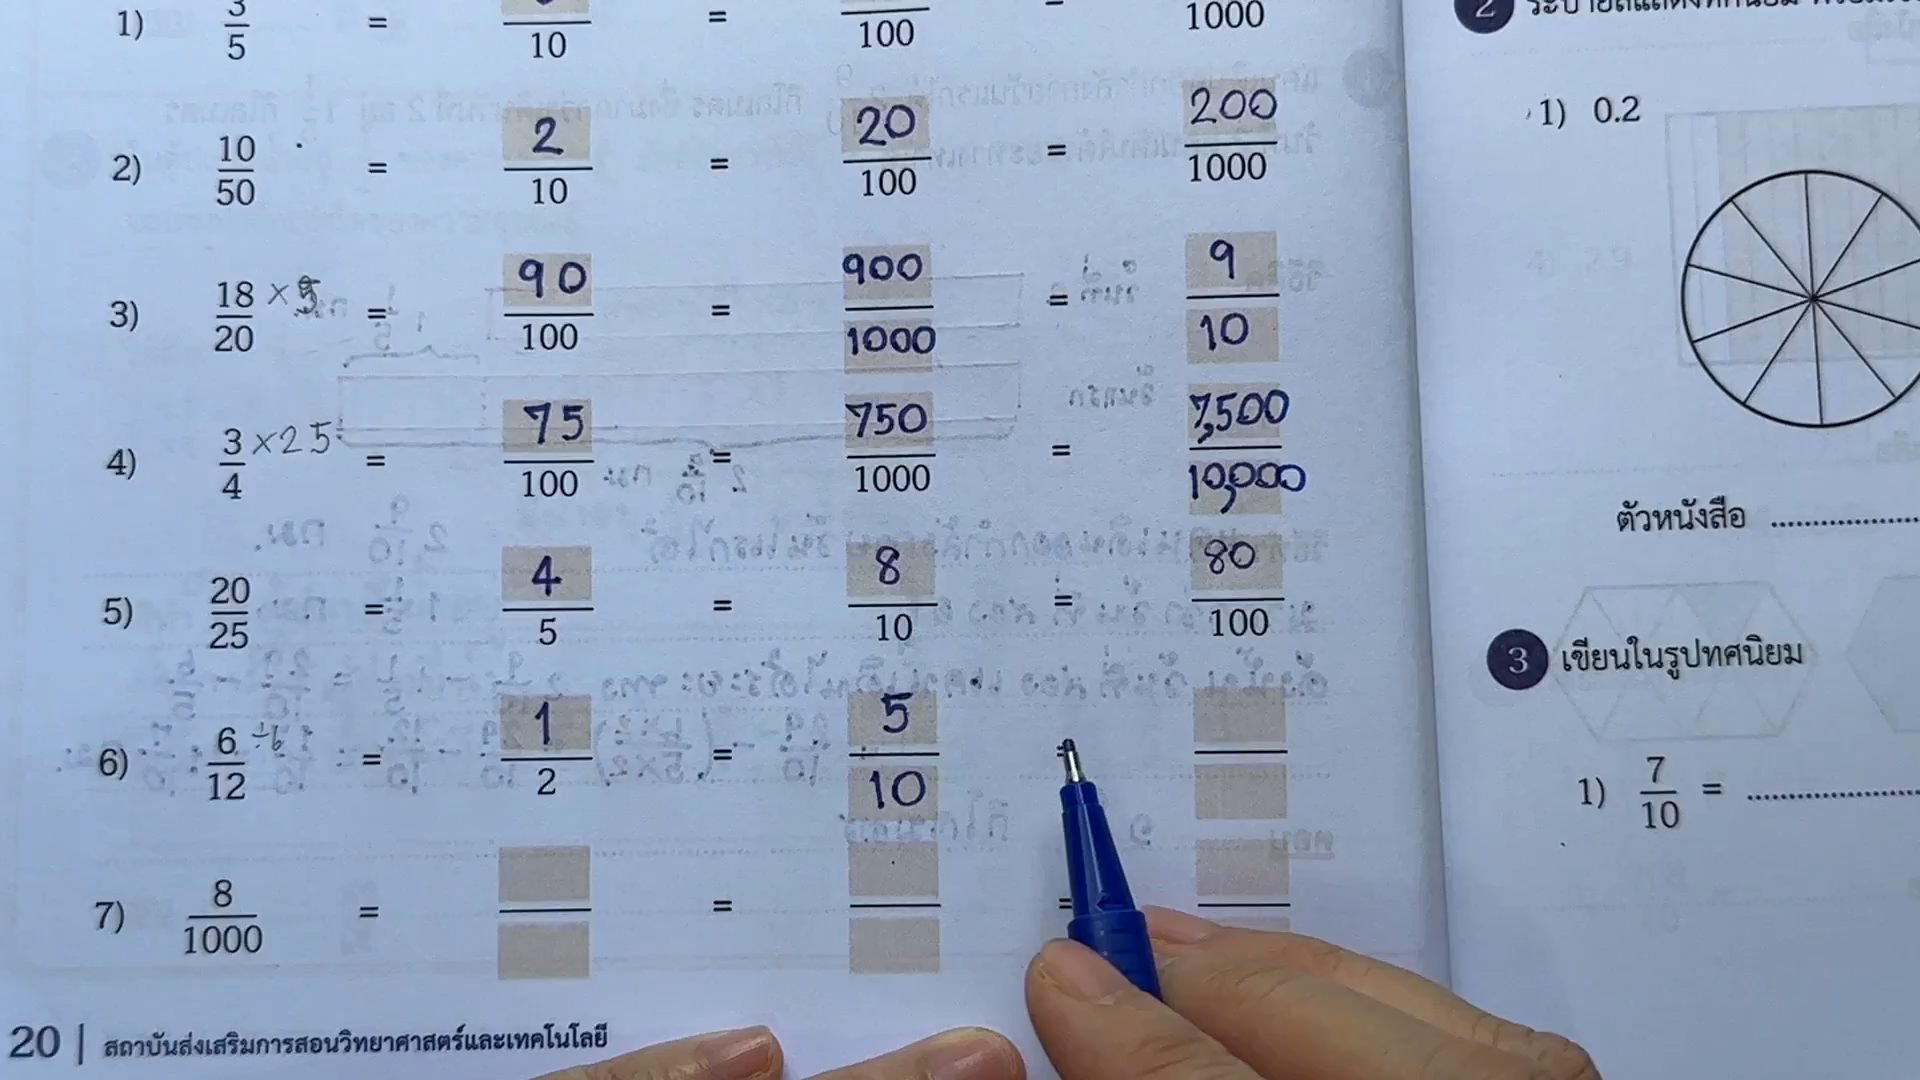 1) 3/5 = /10 = /100 = /1000
2) 10/50 = 2/10 = 20/100 = 200/1000
3) 18/20 ×5 = 90/100 = 900/1000 = 9/10
4) 3/4 ×25 = 75/100 = 750/1000 = 7,500/10,000
5) 20/25 = 4/5 = 8/10 = 80/100
6) 6/12 ÷6 = 1/2 = 5/10
7) 8/1000 = = =
20 | สถาบันส่งเสริมการสอนวิทยาศาสตร์และเทคโนโลยี
2
1) 0.2
ตัวหนังสือ ....................
3 เขียนในรูปทศนิยม
1) 7/10 = ....................